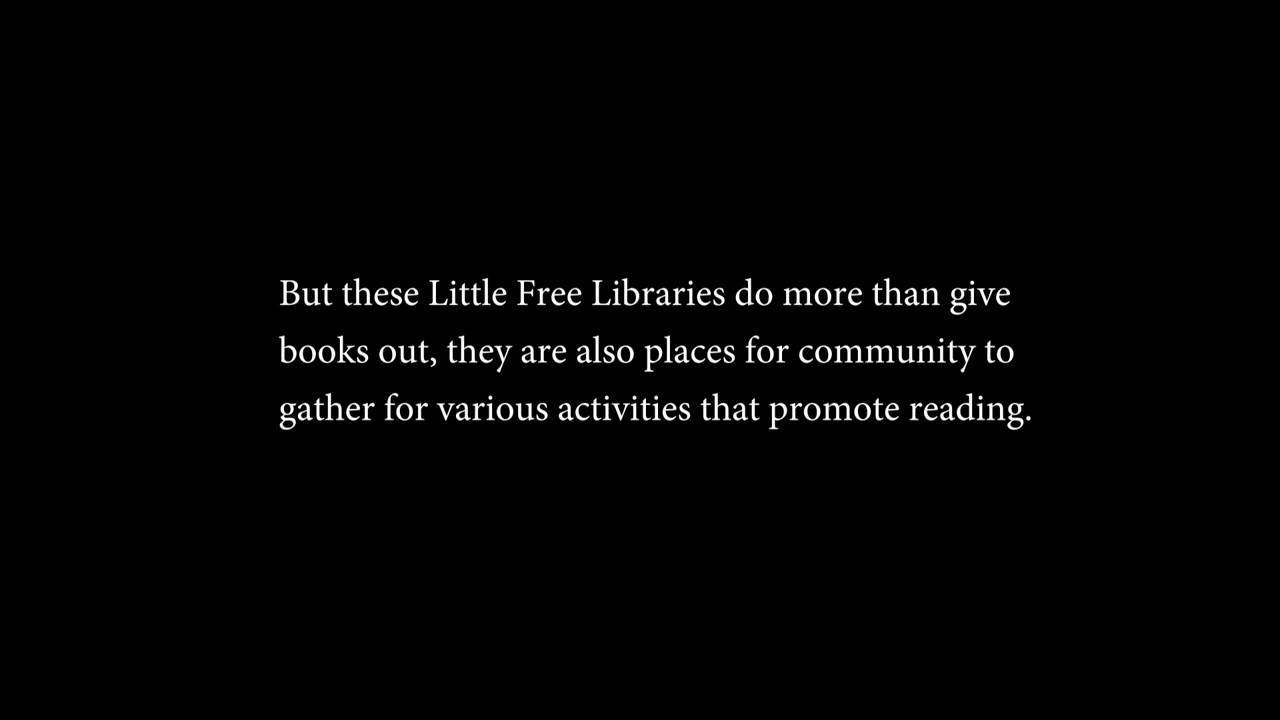 But these Little Free Libraries do more than give
books out, they are also places for community to
gather for various activities that promote reading.